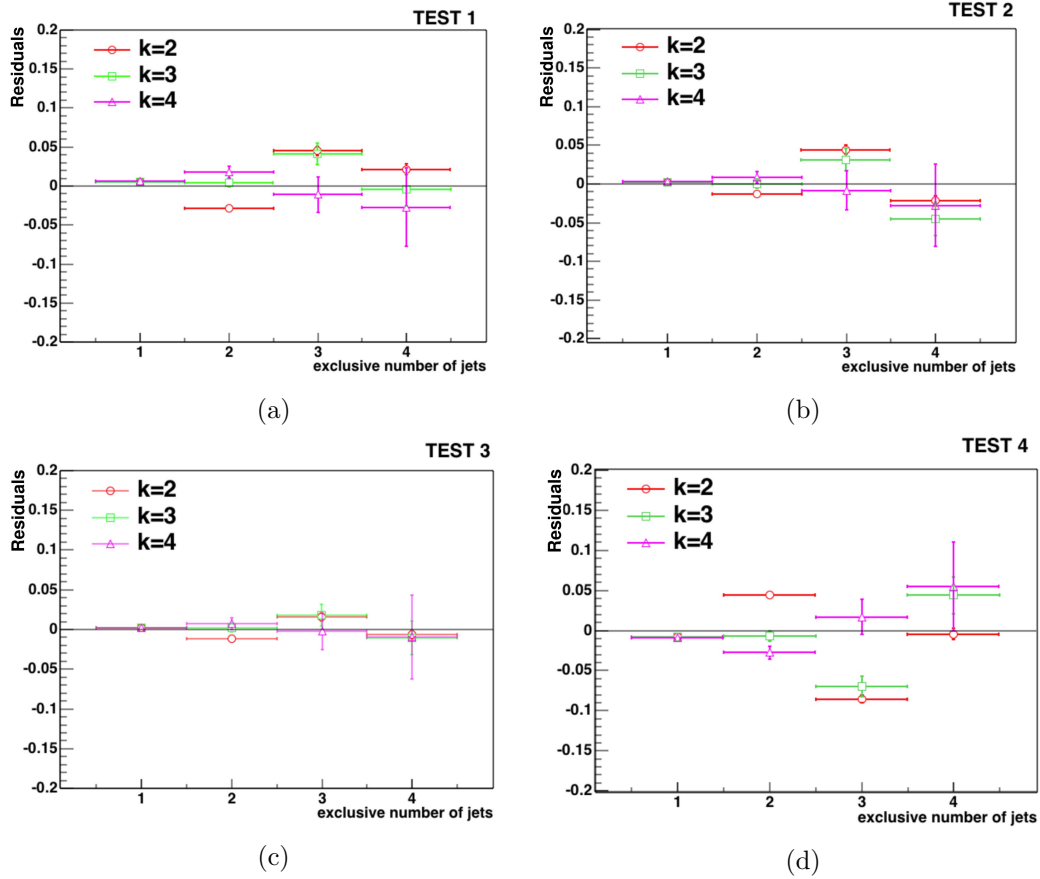 TEST 1
Residuals
0.2
0.15
0.1
0.05
0
-0.05
-0.1
-0.15
-0.2
k=2
k=3
k=4
1 2 3 4
exclusive number of jets
(a)
TEST 2
Residuals
0.2
0.15
0.1
0.05
0
-0.05
-0.1
-0.15
-0.2
k=2
k=3
k=4
1 2 3 4
exclusive number of jets
(b)
TEST 3
Residuals
0.2
0.15
0.1
0.05
0
-0.05
-0.1
-0.15
-0.2
k=2
k=3
k=4
1 2 3 4
exclusive number of jets
(c)
TEST 4
Residuals
0.2
0.15
0.1
0.05
0
-0.05
-0.1
-0.15
-0.2
k=2
k=3
k=4
1 2 3 4
exclusive number of jets
(d)